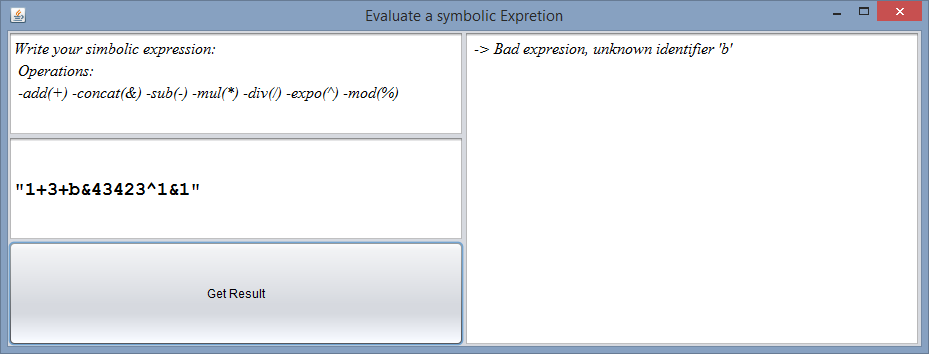 Evaluate a symbolic Expretion
Write your simbolic expression:
Operations:
-add(+) -concat(&) -sub(-) -mul(*) -div(/) -expo(^) -mod(%)
"1+3+b&43423^1&1"
Get Result
-> Bad expresion, unknown identifier 'b'